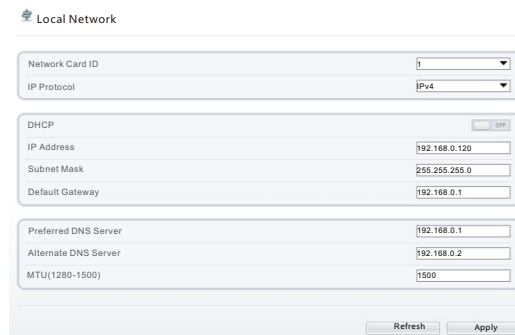 Local Network
Network Card ID 1
IP Protocol IPv4
DHCP OFF
IP Address 192.168.0.120
Subnet Mask 255.255.255.0
Default Gateway 192.168.0.1
Preferred DNS Server 192.168.0.1
Alternate DNS Server 192.168.0.2
MTU(1280-1500) 1500
Refresh Apply